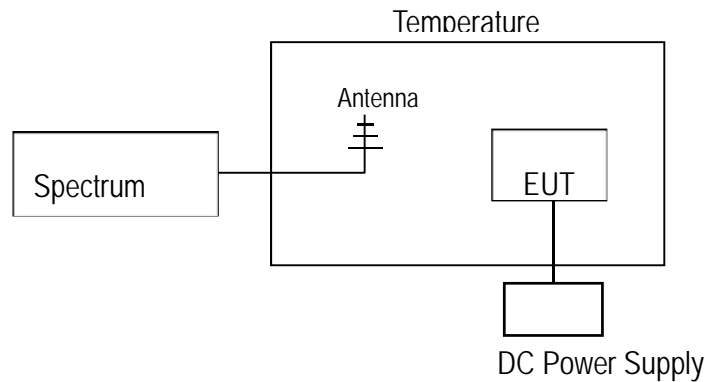 Temperature
Antenna
Spectrum
EUT
DC Power Supply